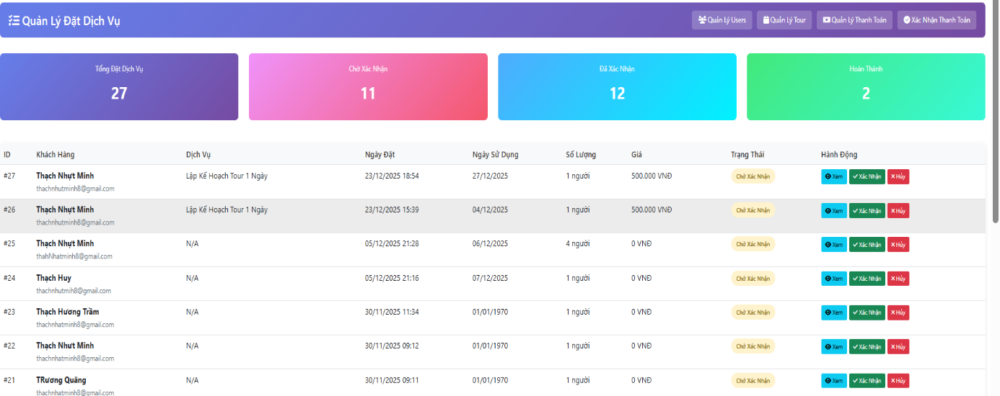 Quản Lý Đặt Dịch Vụ
Quản Lý Users Quản Lý Tour Quản Lý Thanh Toán Xác Nhận Thanh Toán
Tổng Đặt Dịch Vụ
27
Chờ Xác Nhận
11
Đã Xác Nhận
12
Hoàn Thành
2
ID Khách Hàng Dịch Vụ Ngày Đặt Ngày Sử Dụng Số Lượng Giá Trạng Thái Hành Động
#27 Thạch Nhựt Minh Lập Kế Hoạch Tour 1 Ngày 23/12/2025 18:54 27/12/2025 1 người 500.000 VNĐ Chờ Xác Nhận Xem Xác Nhận Hủy
thachnhutminh8@gmail.com
#26 Thạch Nhựt Minh Lập Kế Hoạch Tour 1 Ngày 23/12/2025 15:39 04/12/2025 1 người 500.000 VNĐ Chờ Xác Nhận Xem Xác Nhận Hủy
thachnhutminh8@gmail.com
#25 Thạch Nhựt Minh N/A 05/12/2025 21:28 06/12/2025 4 người 0 VNĐ Chờ Xác Nhận Xem Xác Nhận Hủy
thahNhatminh8@gmail.com
#24 Thạch Huy N/A 05/12/2025 21:16 07/12/2025 1 người 0 VNĐ Chờ Xác Nhận Xem Xác Nhận Hủy
thachnhutmih8@gmail.com
#23 Thạch Hương Trầm N/A 30/11/2025 11:34 01/01/1970 1 người 0 VNĐ Chờ Xác Nhận Xem Xác Nhận Hủy
thachnhatminh8@gmail.com
#22 Thạch Nhưt Minh N/A 30/11/2025 09:12 01/01/1970 1 người 0 VNĐ Chờ Xác Nhận Xem Xác Nhận Hủy
thachnhatminh8@gmail.com
#21 TRương Quãng N/A 30/11/2025 09:11 01/01/1970 1 người 0 VNĐ Chờ Xác Nhận Xem Xác Nhận Hủy
thachnhatminh8@gmail.com